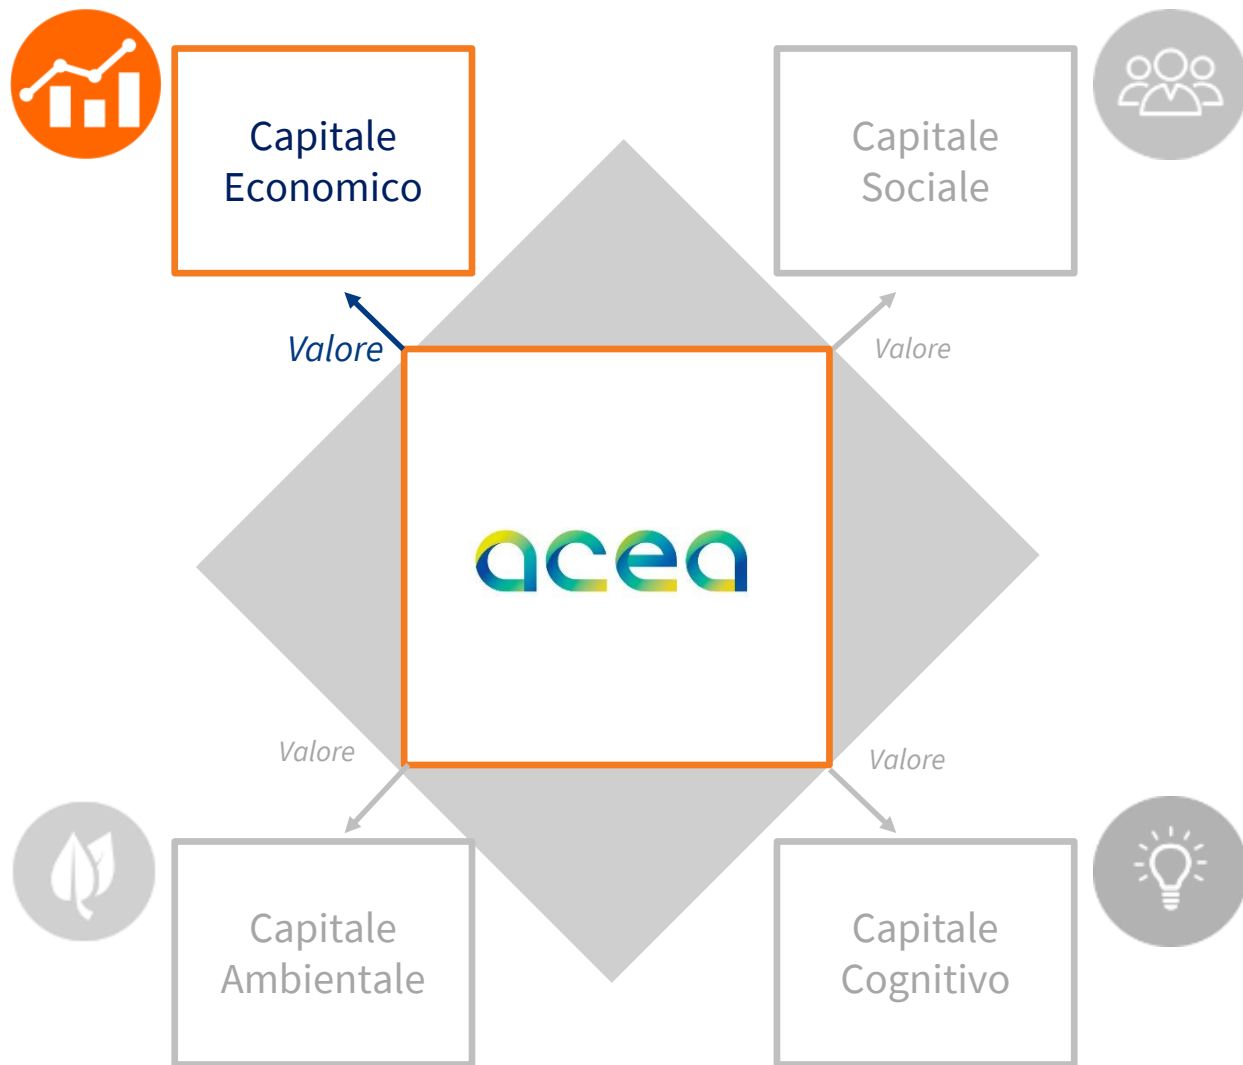 Capitale
Economico
Capitale
Sociale
Valore
Valore
acea
Valore
Valore
Capitale
Ambientale
Capitale
Cognitivo